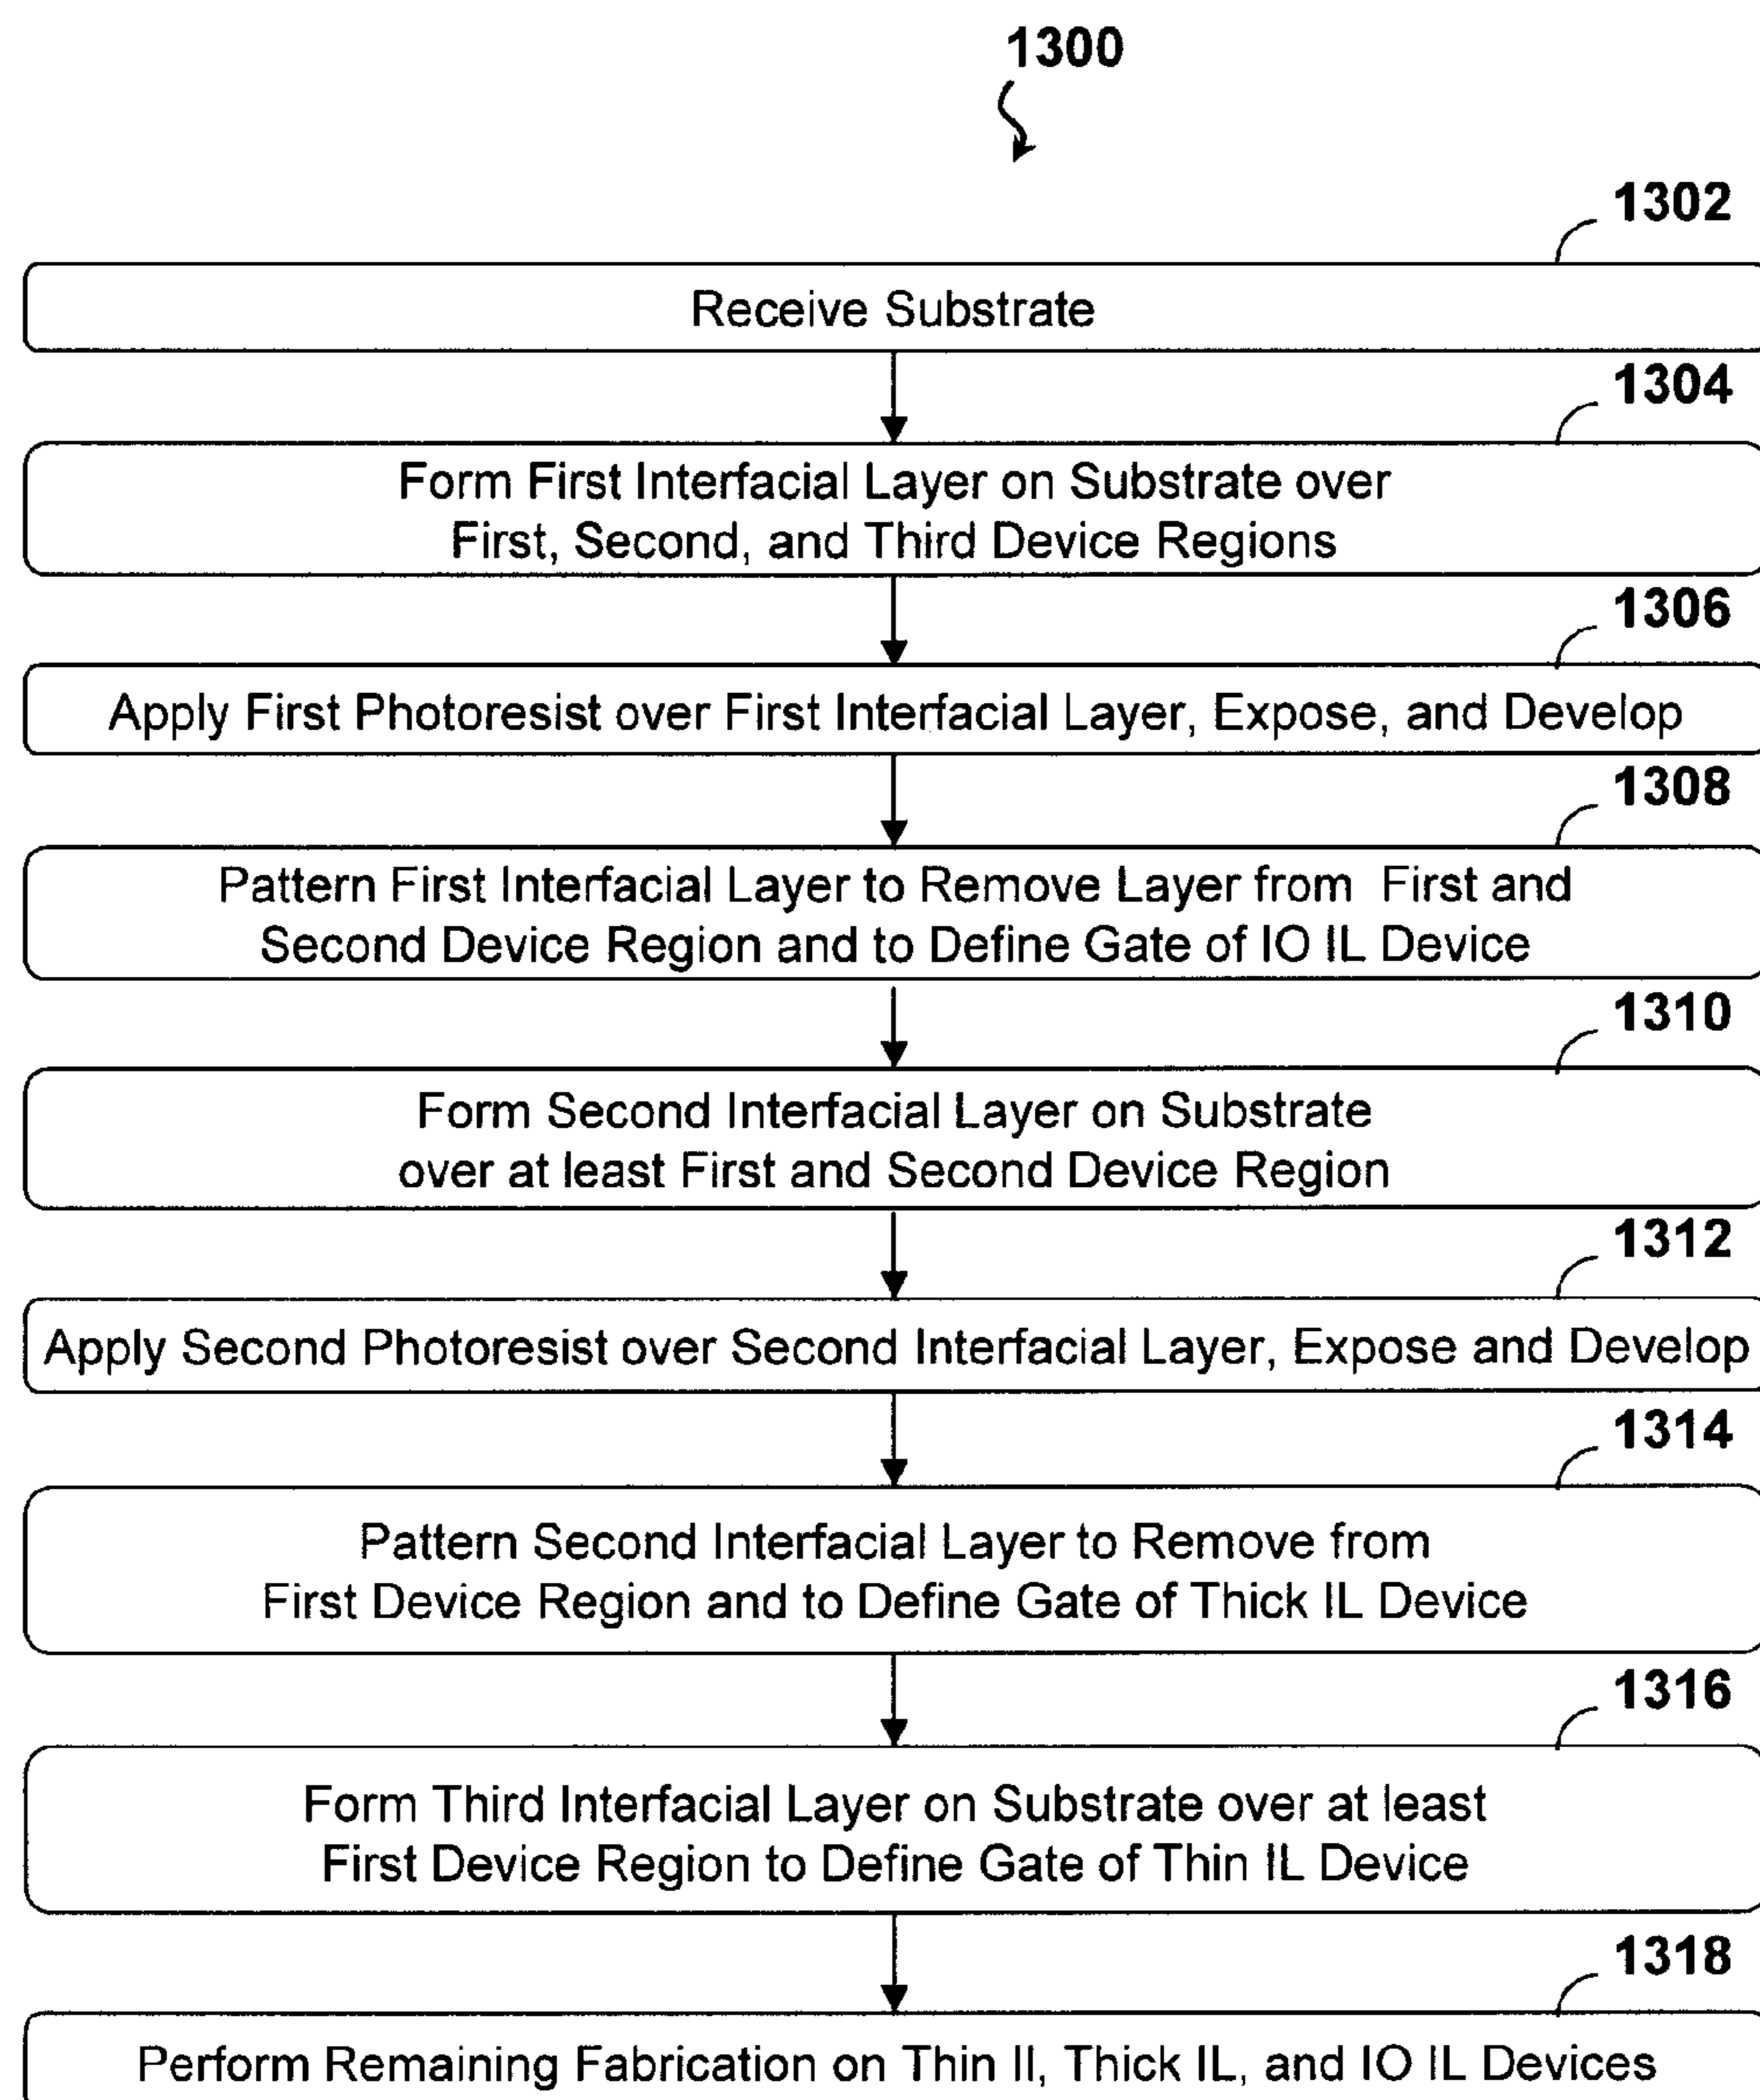 1300
1302
Receive Substrate
1304
Form First Interfacial Layer on Substrate over
First, Second, and Third Device Regions
1306
Apply First Photoresist over First Interfacial Layer, Expose, and Develop
1308
Pattern First Interfacial Layer to Remove Layer from First and
Second Device Region and to Define Gate of IO IL Device
1310
Form Second Interfacial Layer on Substrate
over at least First and Second Device Region
1312
Apply Second Photoresist over Second Interfacial Layer, Expose and Develop
1314
Pattern Second Interfacial Layer to Remove from
First Device Region and to Define Gate of Thick IL Device
1316
Form Third Interfacial Layer on Substrate over at least
First Device Region to Define Gate of Thin IL Device
1318
Perform Remaining Fabrication on Thin Il, Thick IL, and IO IL Devices